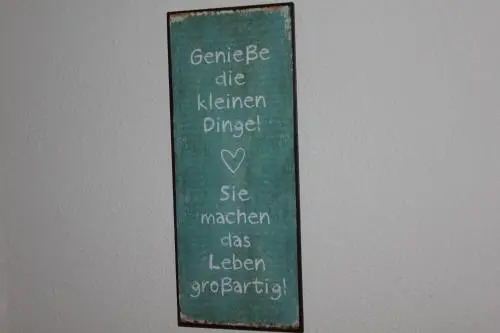 Genieße
die
kleinen
Dinge!
Sie
machen
das
Leben
großartig!